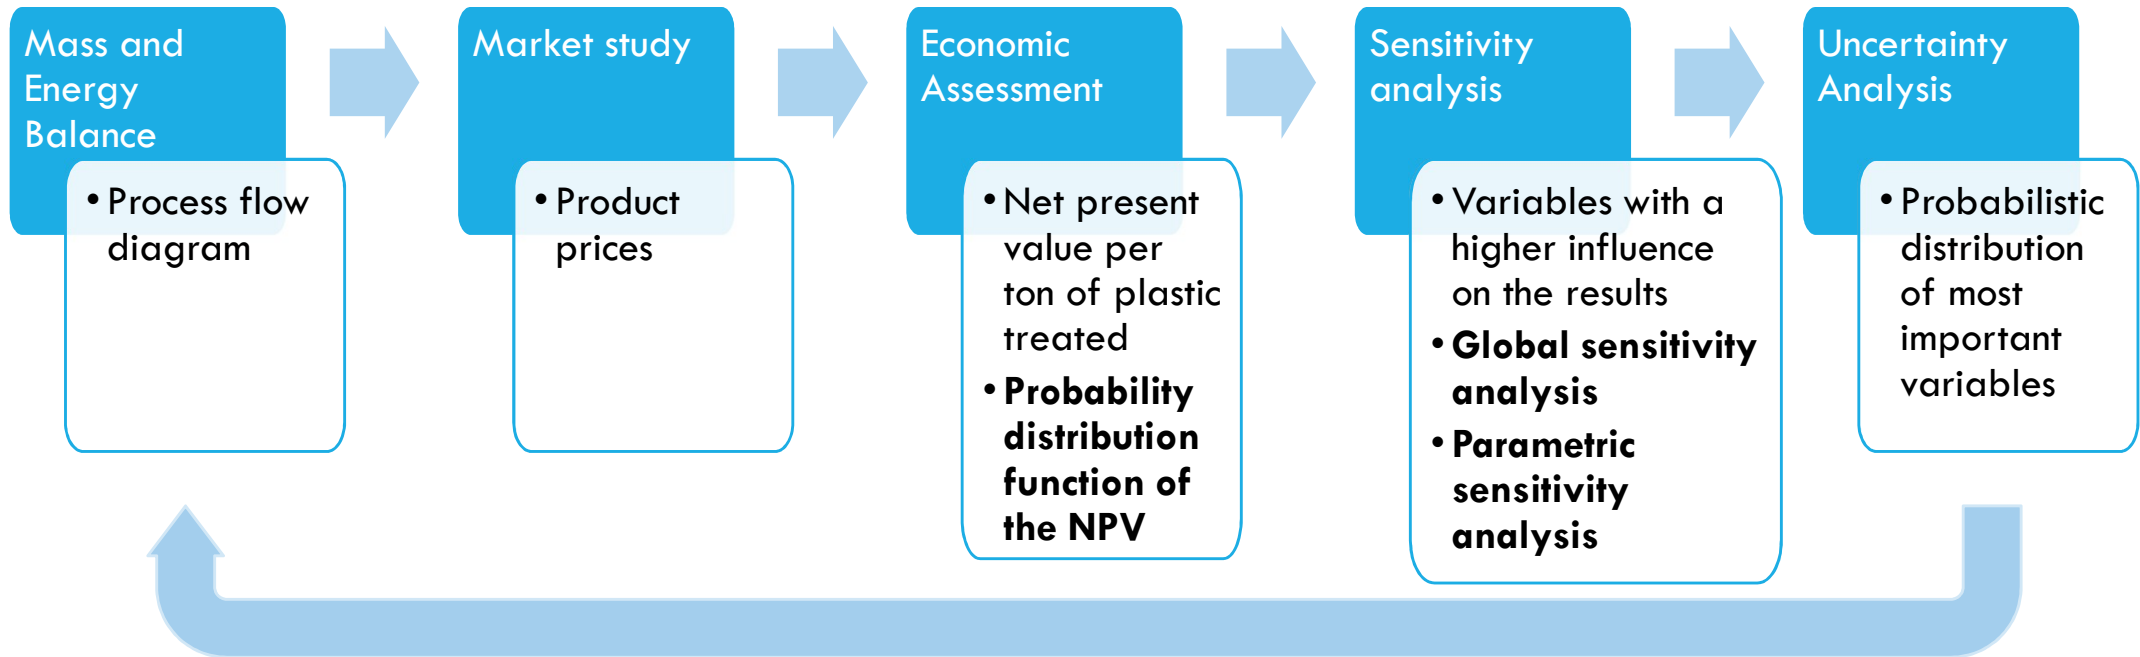 Mass and
Energy
Balance
• Process flow
diagram
Market study
• Product
prices
Economic
Assessment
• Net present
value per
ton of plastic
treated
• Probability
distribution
function of
the NPV
Sensitivity
analysis
• Variables with a
higher influence
on the results
• Global sensitivity
analysis
• Parametric
sensitivity
analysis
Uncertainty
Analysis
• Probabilistic
distribution
of most
important
variables